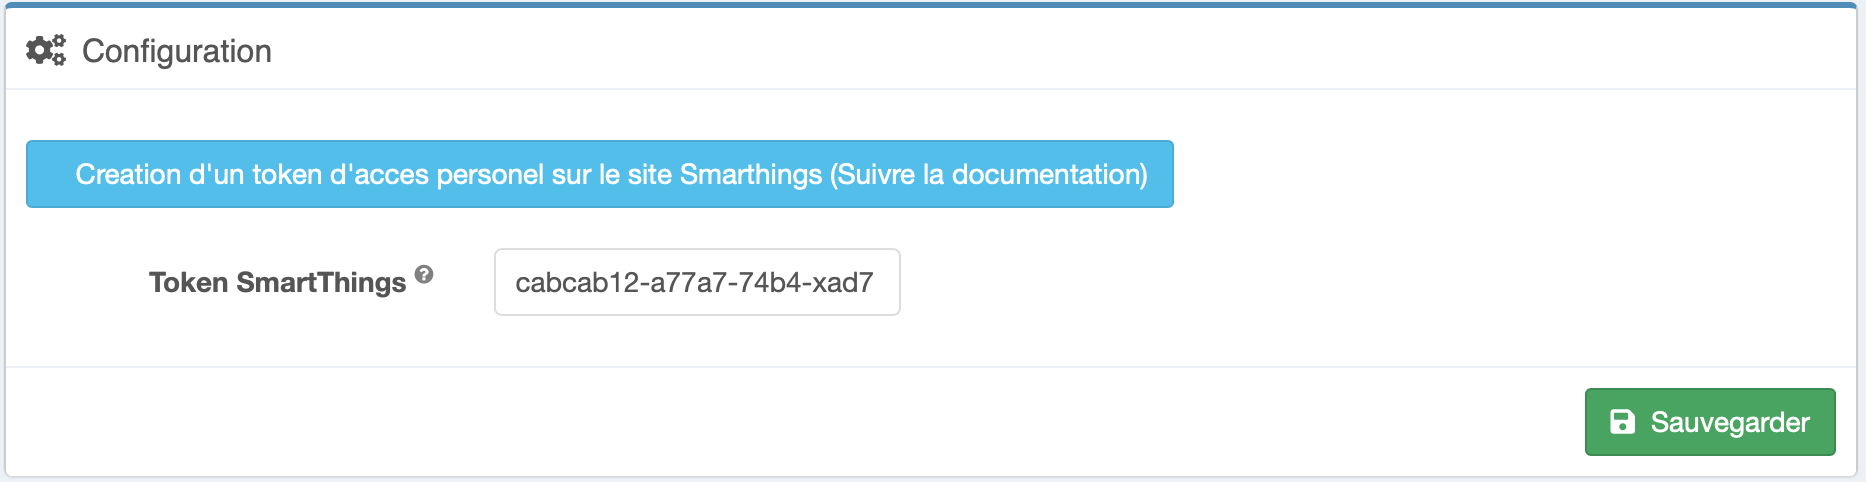 Configuration
Creation d'un token d'acces personel sur le site Smarthings (Suivre la documentation)
Token SmartThings ?
cabcab12-a77a7-74b4-xad7
Sauvegarder